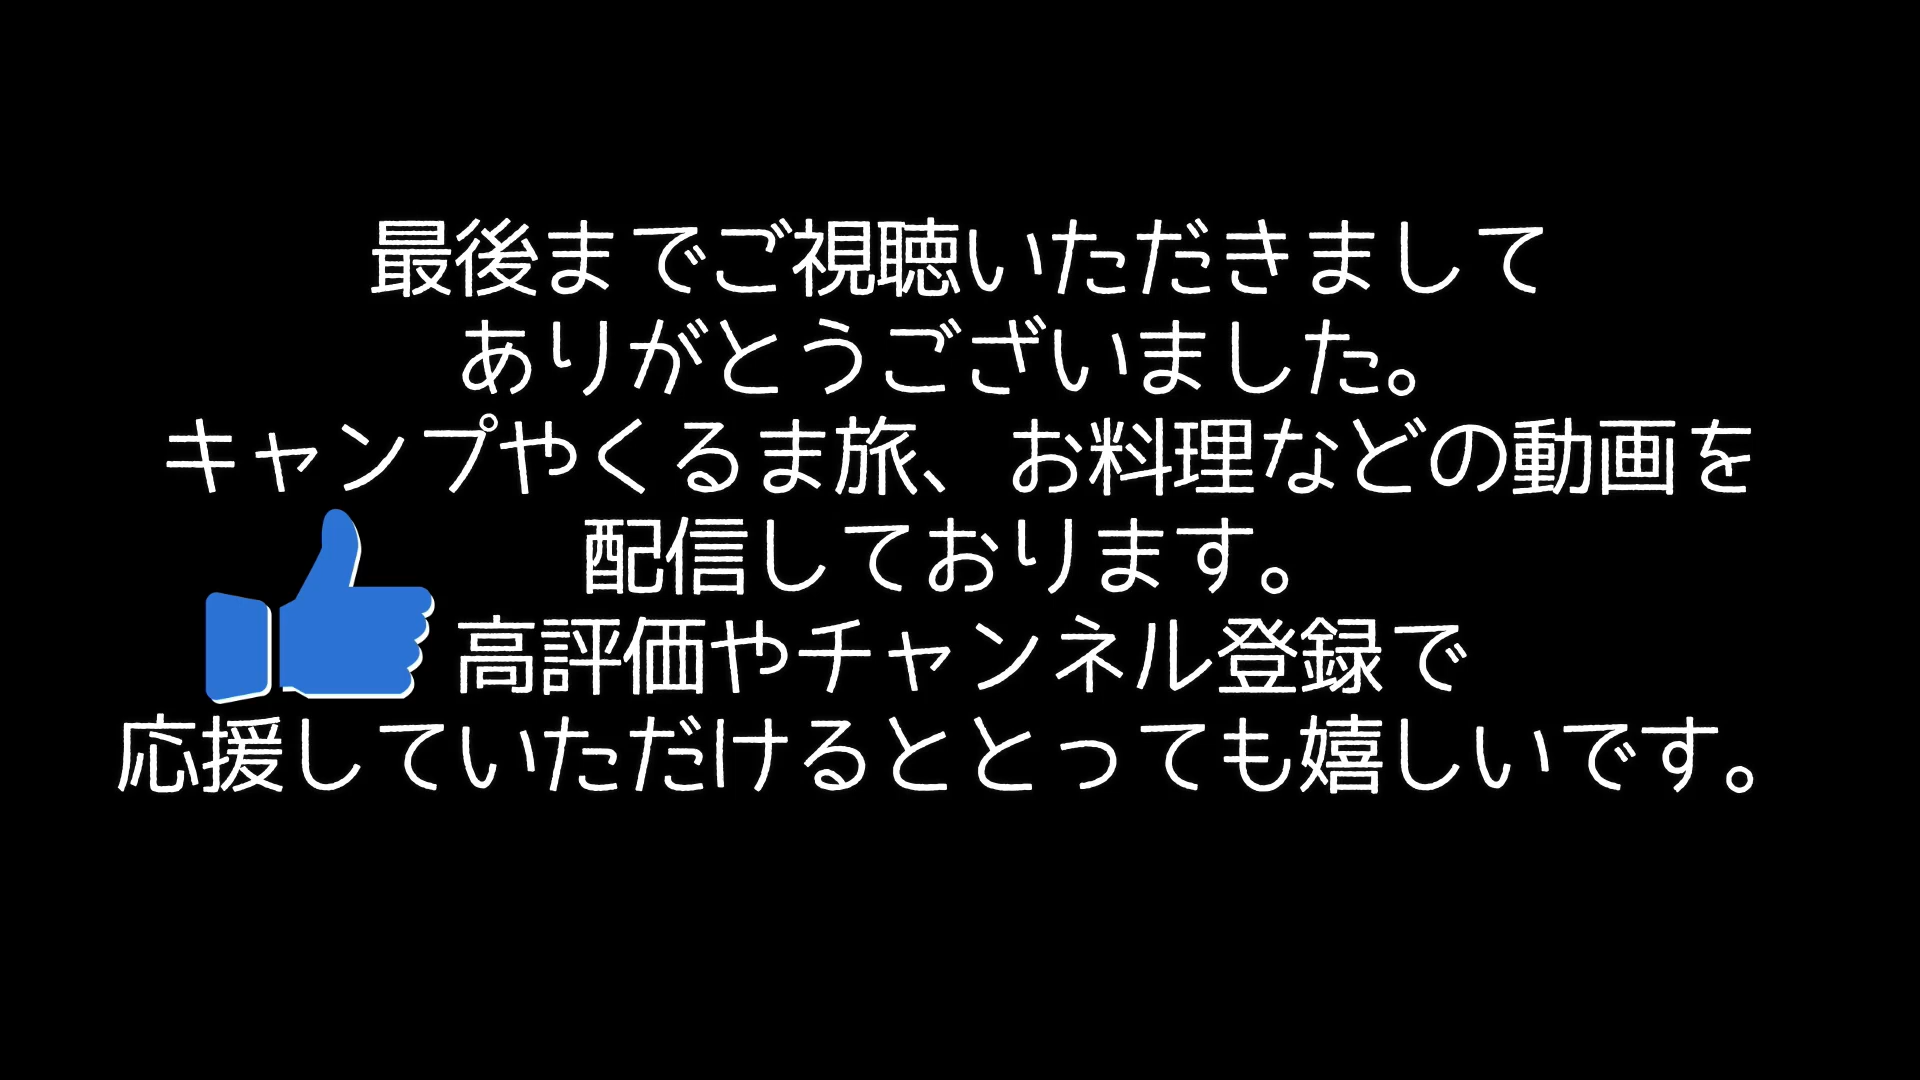 最後までご視聴いただきまして
ありがとうございました。
キャンプやくるま旅、お料理などの動画を
配信しております。
高評価やチャンネル登録で
応援していただけるととっても嬉しいです。